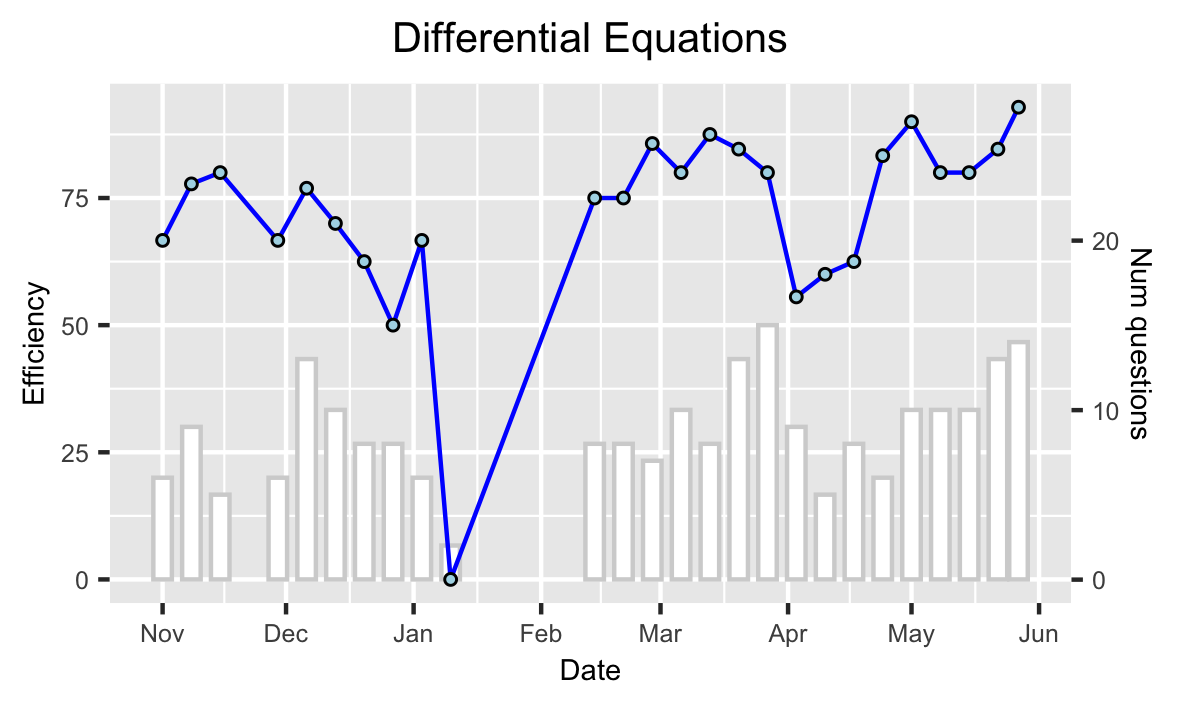 Differential Equations
Efficiency
75
50
25
0
20
10
0
Num questions
Nov Dec Jan Feb Mar Apr May Jun
Date